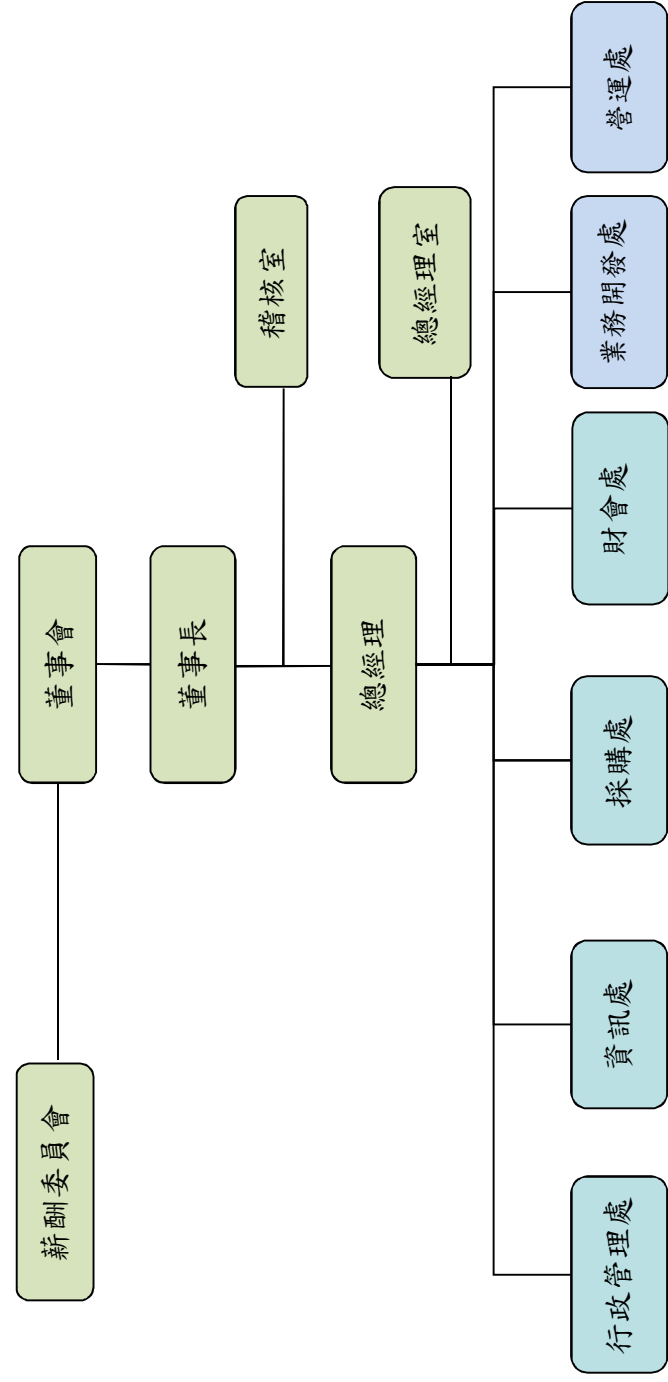 薪酬委員會
董事會
董事長
稽核室
總經理
總經理室
行政管理處
資訊處
採購處
財會處
業務開發處
營運處